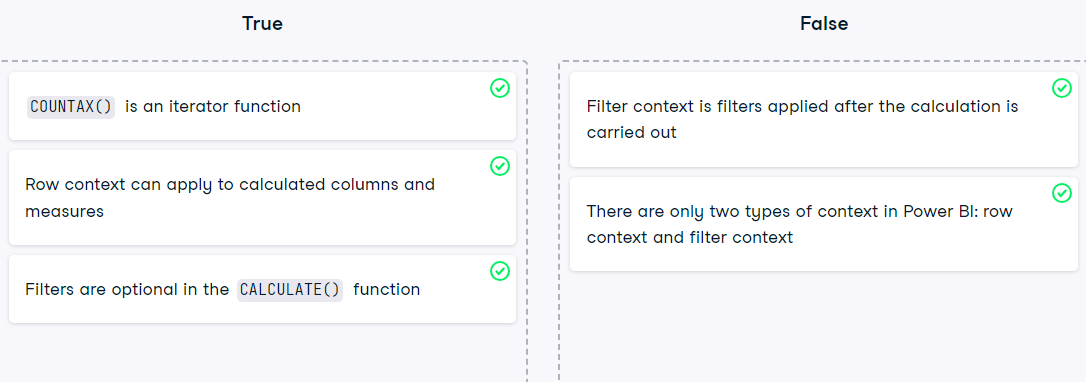 True
False
COUNTAX() is an iterator function
Row context can apply to calculated columns and
measures
Filters are optional in the CALCULATE() function
Filter context is filters applied after the calculation is
carried out
There are only two types of context in Power BI: row
context and filter context